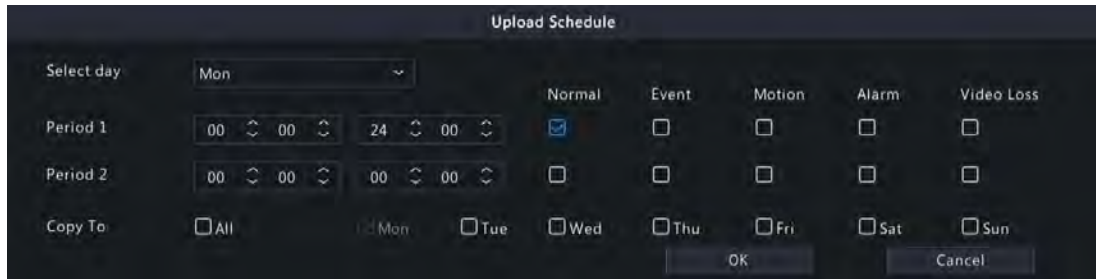 Upload Schedule
Select day Mon
Normal Event Motion Alarm Video Loss
Period 1 00 00 24 00
Period 2 00 00 00 00
Copy To All Mon Tue Wed Thu Fri Sat Sun
OK Cancel